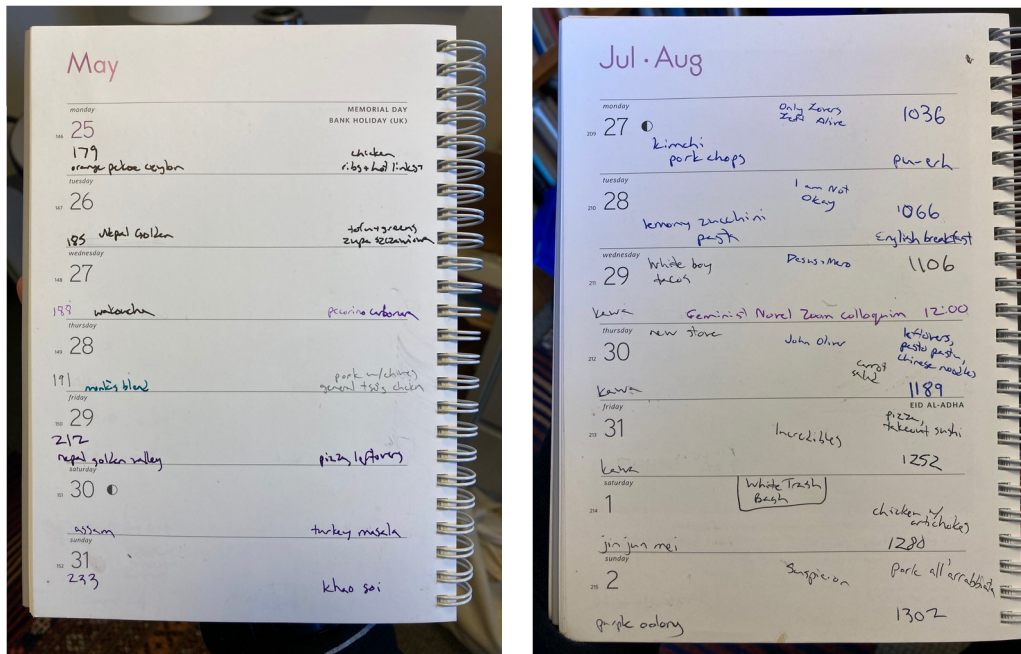 May
monday
MEMORIAL DAY
146 25
BANK HOLIDAY (UK)
179
chicken
orange pekoe ceylon
ribs + hot links
tuesday
147 26
185 Nepal Golden
tofu + greens
zupa szczawiowa
wednesday
148 27
188 wakoucha
pecorino carbonara
thursday
149 28
191 monk's blend
pork w/chives
general tso's chicken
friday
150 29
212
nepal golden valley
pizza, leftovers
saturday
151 30
assam
turkey masala
sunday
152 31
233
khao soi
Jul · Aug
monday
209 27
Only Lovers
Left Alive
1036
kimchi
pork chops
pu-erh
tuesday
210 28
I am Not
Okay
1066
lemony zucchini
pasta
English breakfast
wednesday
211 29
White boy
tacos
Desus + Mero
1106
kawa
Feminist Novel Zoom colloquium 12:00
thursday
212 30
new stove
John Oliver
leftovers,
pesto pasta,
chinese noodles
carrot
salad
kawa
1189
friday
EID AL-ADHA
213 31
Incredibles
pizza,
takeout sushi
kawa
1252
saturday
214 1
White Trash
Bash
chicken w/
artichokes
jin jun mei
1280
sunday
215 2
Suspicion
pork all'arrabbiata
purple oolong
1302